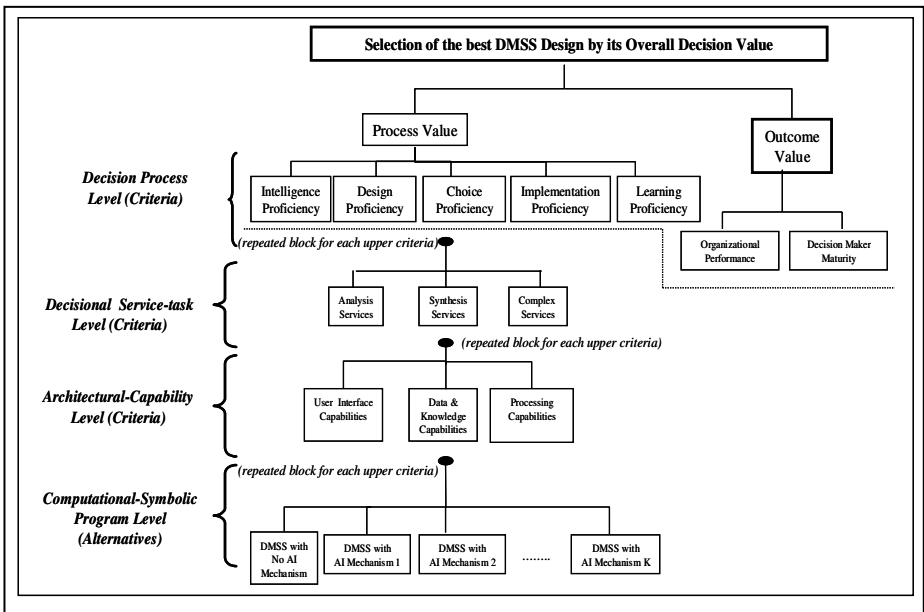 Selection of the best DMSS Design by its Overall Decision Value
Process Value
Outcome
Value
Decision Process
Level (Criteria)
Intelligence
Proficiency
Design
Proficiency
Choice
Proficiency
Implementation
Proficiency
Learning
Proficiency
(repeated block for each upper criteria)
Organizational
Performance
Decision Maker
Maturity
Decisional Service-task
Level (Criteria)
Analysis
Services
Synthesis
Services
Complex
Services
(repeated block for each upper criteria)
Architectural-Capability
Level (Criteria)
User Interface
Capabilities
Data &
Knowledge
Capabilities
Processing
Capabilities
(repeated block for each upper criteria)
Computational-Symbolic
Program Level
(Alternatives)
DMSS with
No AI
Mechanism
DMSS with
AI Mechanism 1
DMSS with
AI Mechanism 2
........
DMSS with
AI Mechanism K